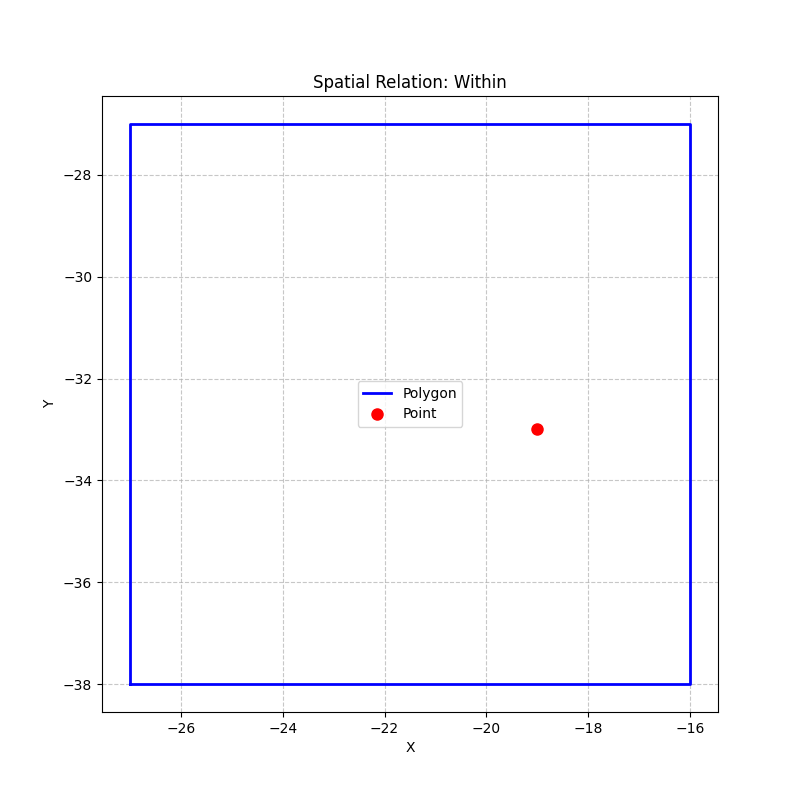 Spatial Relation: Within
Y
−28
−30
−32
−34
−36
−38
Polygon
Point
−26 −24 −22 −20 −18 −16
X